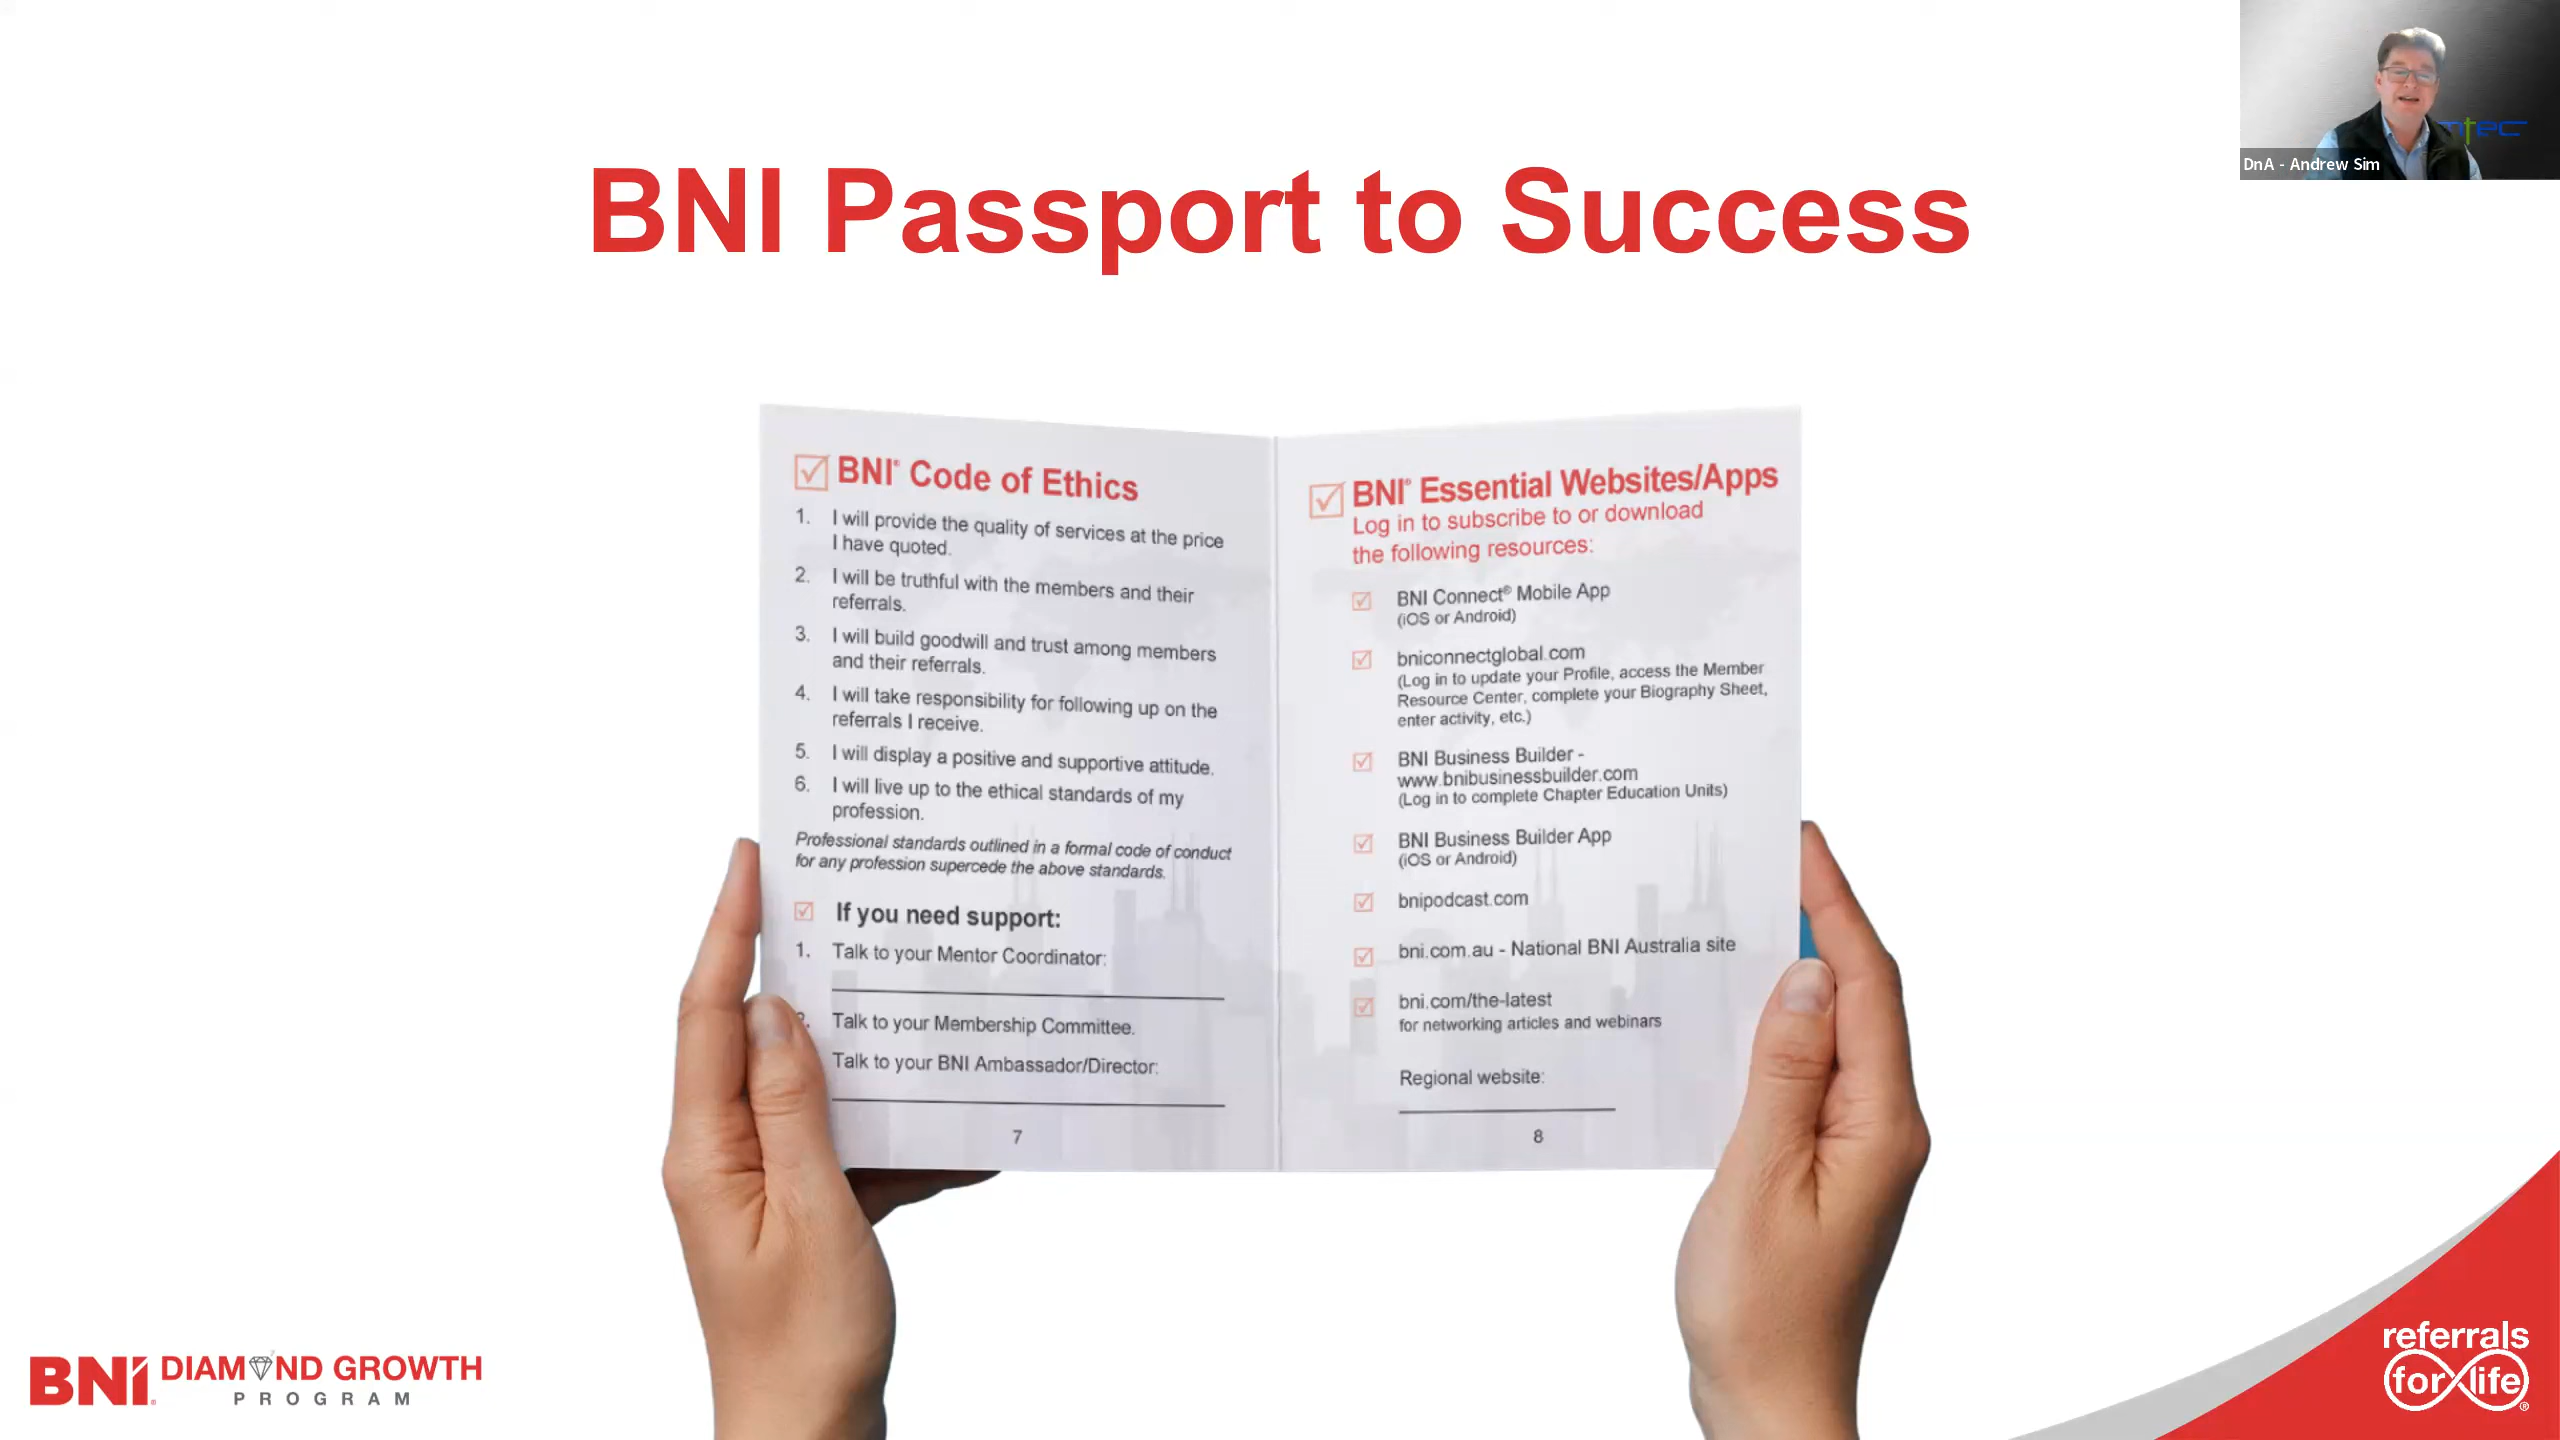 DnA - Andrew Sim
BNI Passport to Success
BNI® Code of Ethics
1. I will provide the quality of services at the price
I have quoted.
2. I will be truthful with the members and their
referrals.
3. I will build goodwill and trust among members
and their referrals.
4. I will take responsibility for following up on the
referrals I receive.
5. I will display a positive and supportive attitude.
6. I will live up to the ethical standards of my
profession.
Professional standards outlined in a formal code of conduct
for any profession supercede the above standards.
If you need support:
1. Talk to your Mentor Coordinator:
Talk to your Membership Committee.
Talk to your BNI Ambassador/Director:
7
BNI® Essential Websites/Apps
Log in to subscribe to or download
the following resources:
BNI Connect® Mobile App
(iOS or Android)
bniconnectglobal.com
(Log in to update your Profile, access the Member
Resource Center, complete your Biography Sheet,
enter activity, etc.)
BNI Business Builder -
www.bnibusinessbuilder.com
(Log in to complete Chapter Education Units)
BNI Business Builder App
(iOS or Android)
bnipodcast.com
bni.com.au - National BNI Australia site
bni.com/the-latest
for networking articles and webinars
Regional website:
8
BNI® DIAMOND GROWTH
PROGRAM
referrals
for life®